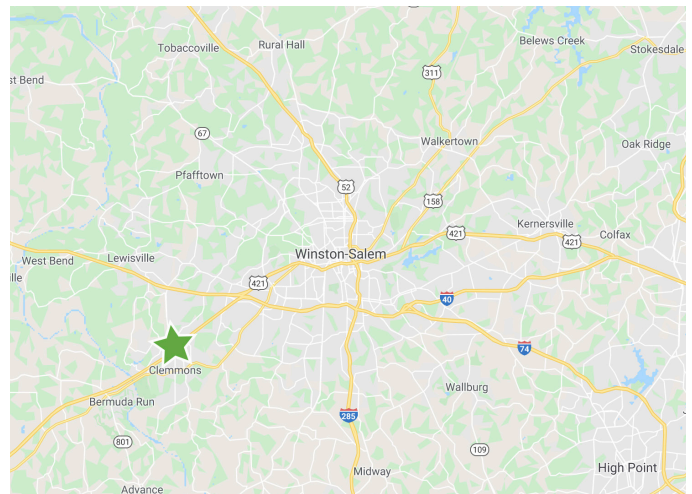 Tobaccoville
Rural Hall
Belews Creek
Stokesdale
st Bend
311
67
Walkertown
Oak Ridge
Pfafftown
52
158
Kernersville
421
421
Colfax
West Bend
Lewisville
Winston-Salem
ille
421
40
74
Clemmons
Wallburg
Bermuda Run
285
801
109
High Point
Midway
Advance